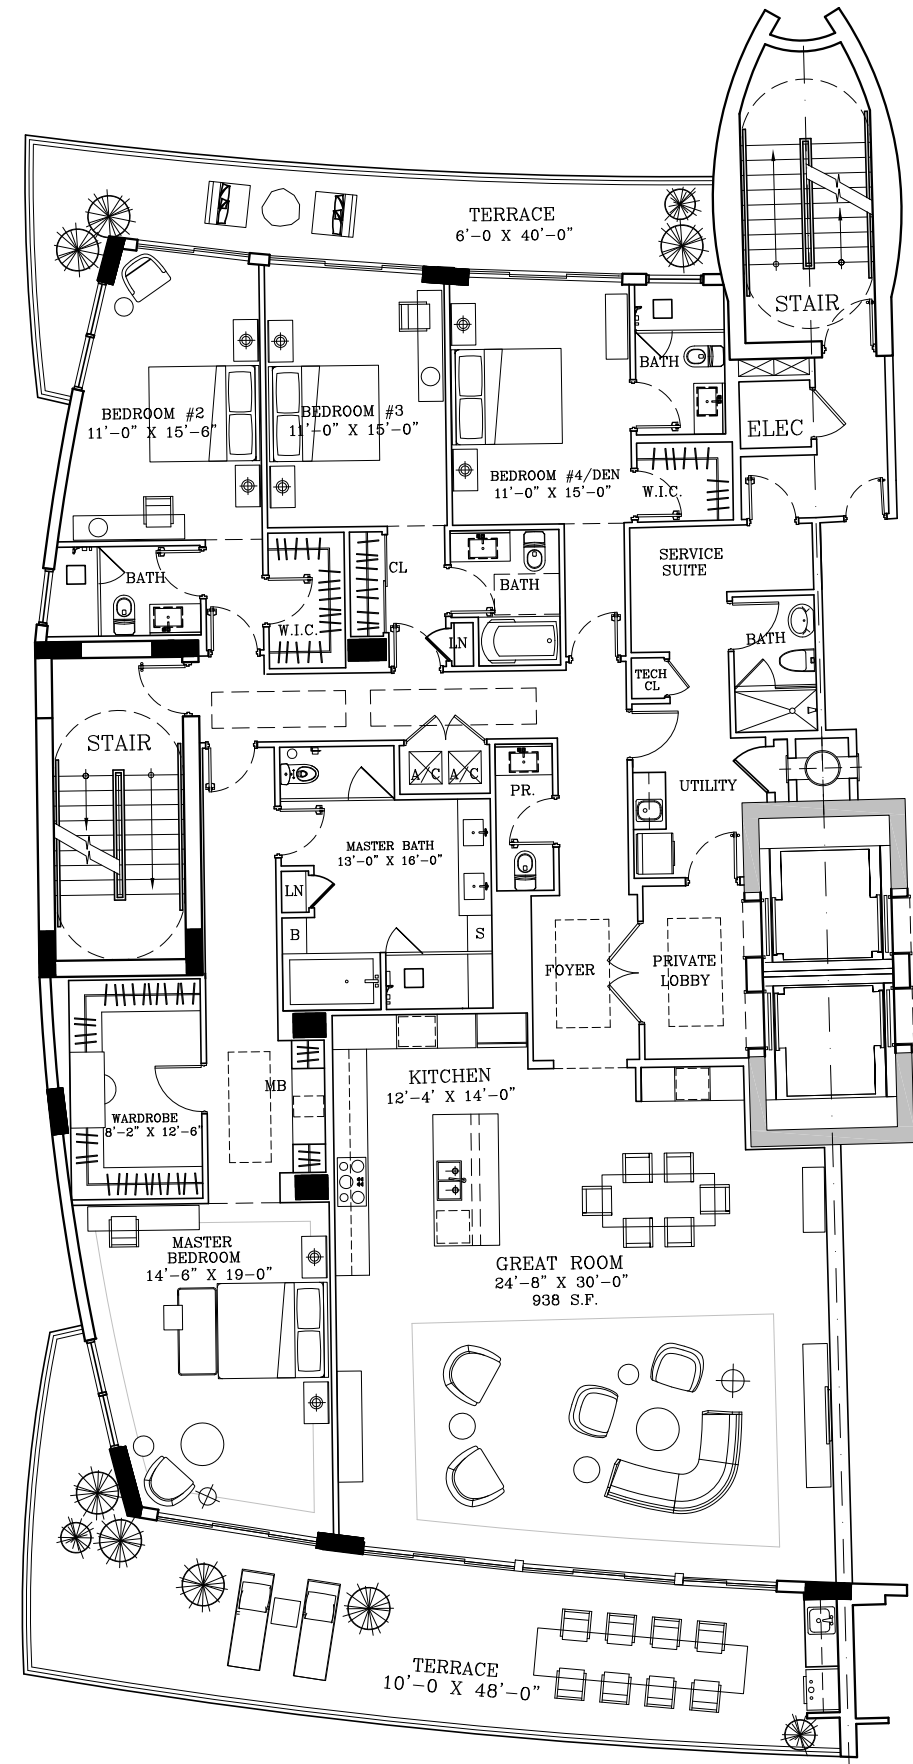 TERRACE
6'-0 X 40'-0"
STAIR
BATH
BEDROOM #2
11'-0" X 15'-6"
BEDROOM #3
11'-0" X 15'-0"
ELEC
BEDROOM #4/DEN
11'-0" X 15'-0"
W.I.C.
SERVICE
SUITE
CL
BATH
BATH
W.I.C.
LN
BATH
TECH
CL
STAIR
A/C
A/C
PR.
UTILITY
MASTER BATH
13'-0" X 16'-0"
LN
B
S
FOYER
PRIVATE
LOBBY
KITCHEN
12'-4' X 14'-0"
MB
WARDROBE
8'-2" X 12'-6"
MASTER
BEDROOM
14'-6" X 19-0"
GREAT ROOM
24'-8" X 30'-0"
938 S.F.
TERRACE
10'-0 X 48'-0"